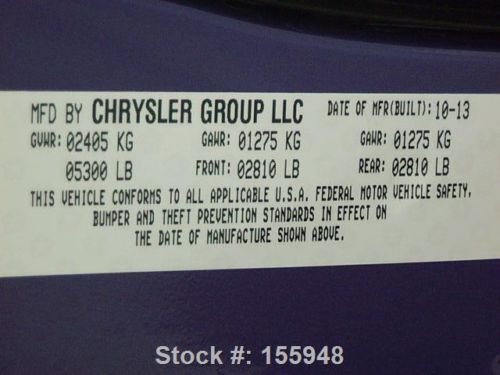 MFD BY CHRYSLER GROUP LLC DATE OF MFR(BUILT): 10-13
GVWR: 02405 KG GAWR: 01275 KG GAWR: 01275 KG
05300 LB FRONT: 02810 LB REAR: 02810 LB
THIS VEHICLE CONFORMS TO ALL APPLICABLE U.S.A. FEDERAL MOTOR VEHICLE SAFETY,
BUMPER AND THEFT PREVENTION STANDARDS IN EFFECT ON
THE DATE OF MANUFACTURE SHOWN ABOVE.
Stock #: 155948